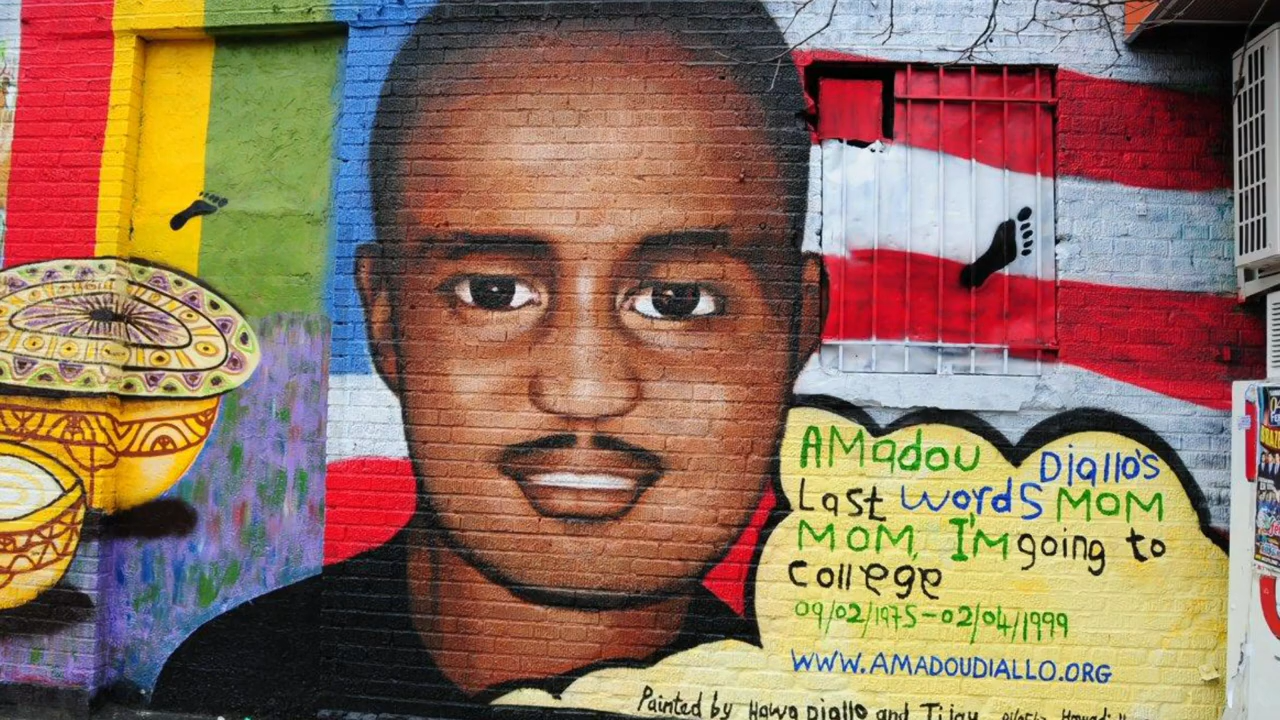 AMadou Diallo's
Last words MOM
MOM, I'M going to
College
09/02/1975-02/04/1999
WWW.AMADOUDIALLO.ORG
Painted by Hawa Diallo and Tijay